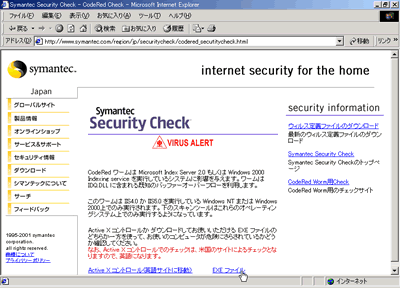 Symantec Security Check - CodeRed Check - Microsoft Internet Explorer
ファイル(F) 編集(E) 表示(V) お気に入り(A) ツール(T) ヘルプ(H)
戻る 検索 お気に入り 履歴
アドレス(D) http://www.symantec.com/region/jp/securitycheck/codered_securitycheck.html 移動 リンク
symantec.
internet security for the home
Japan
グローバルサイト
製品情報
オンラインショップ
サービス&サポート
セキュリティ情報
ダウンロード
シマンテックについて
サーチ
フィードバック
1995-2001 symantec
corporation.
all rights reserved.
商標について
プライバシー・ポリシー
Symantec
Security Check
VIRUS ALERT
CodeRed ワームは Microsoft Index Server 2.0 もしくは Windows 2000
Indexing service を実行しているシステムに影響を与えます。ワームは
IDQ.DLL に含まれる既知のバッファーオーバフローを利用します。
このワームは IIS4.0 か IIS5.0 を実行している Windows NT または Windows
2000上でのみ実行されます。下のスキャンツールはこれらのオペレーティ
ングシステム上でのみ実行するようになっています。
Active X コントロールか ダウンロードしてお使いいただける EXE ファイルの
どちらか一方を使って、お使いのコンピュータが危険にさらされているかどう
か確認してください。
なお、Active X コントロールでのチェックは、米国のサイトによるチェックとな
りますので、英語になります。
Active X コントロール(英語サイトに移動) EXE ファイル
security information
ウィルス定義ファイルのダウンロード
最新のウィルス定義ファイルのダウンロ
ード
Symantec Security Check
Symantec Security Checkのトップペ
ージ
CodeRed Worm用Check
CodeRed Worm用のチェックサイト
インターネット